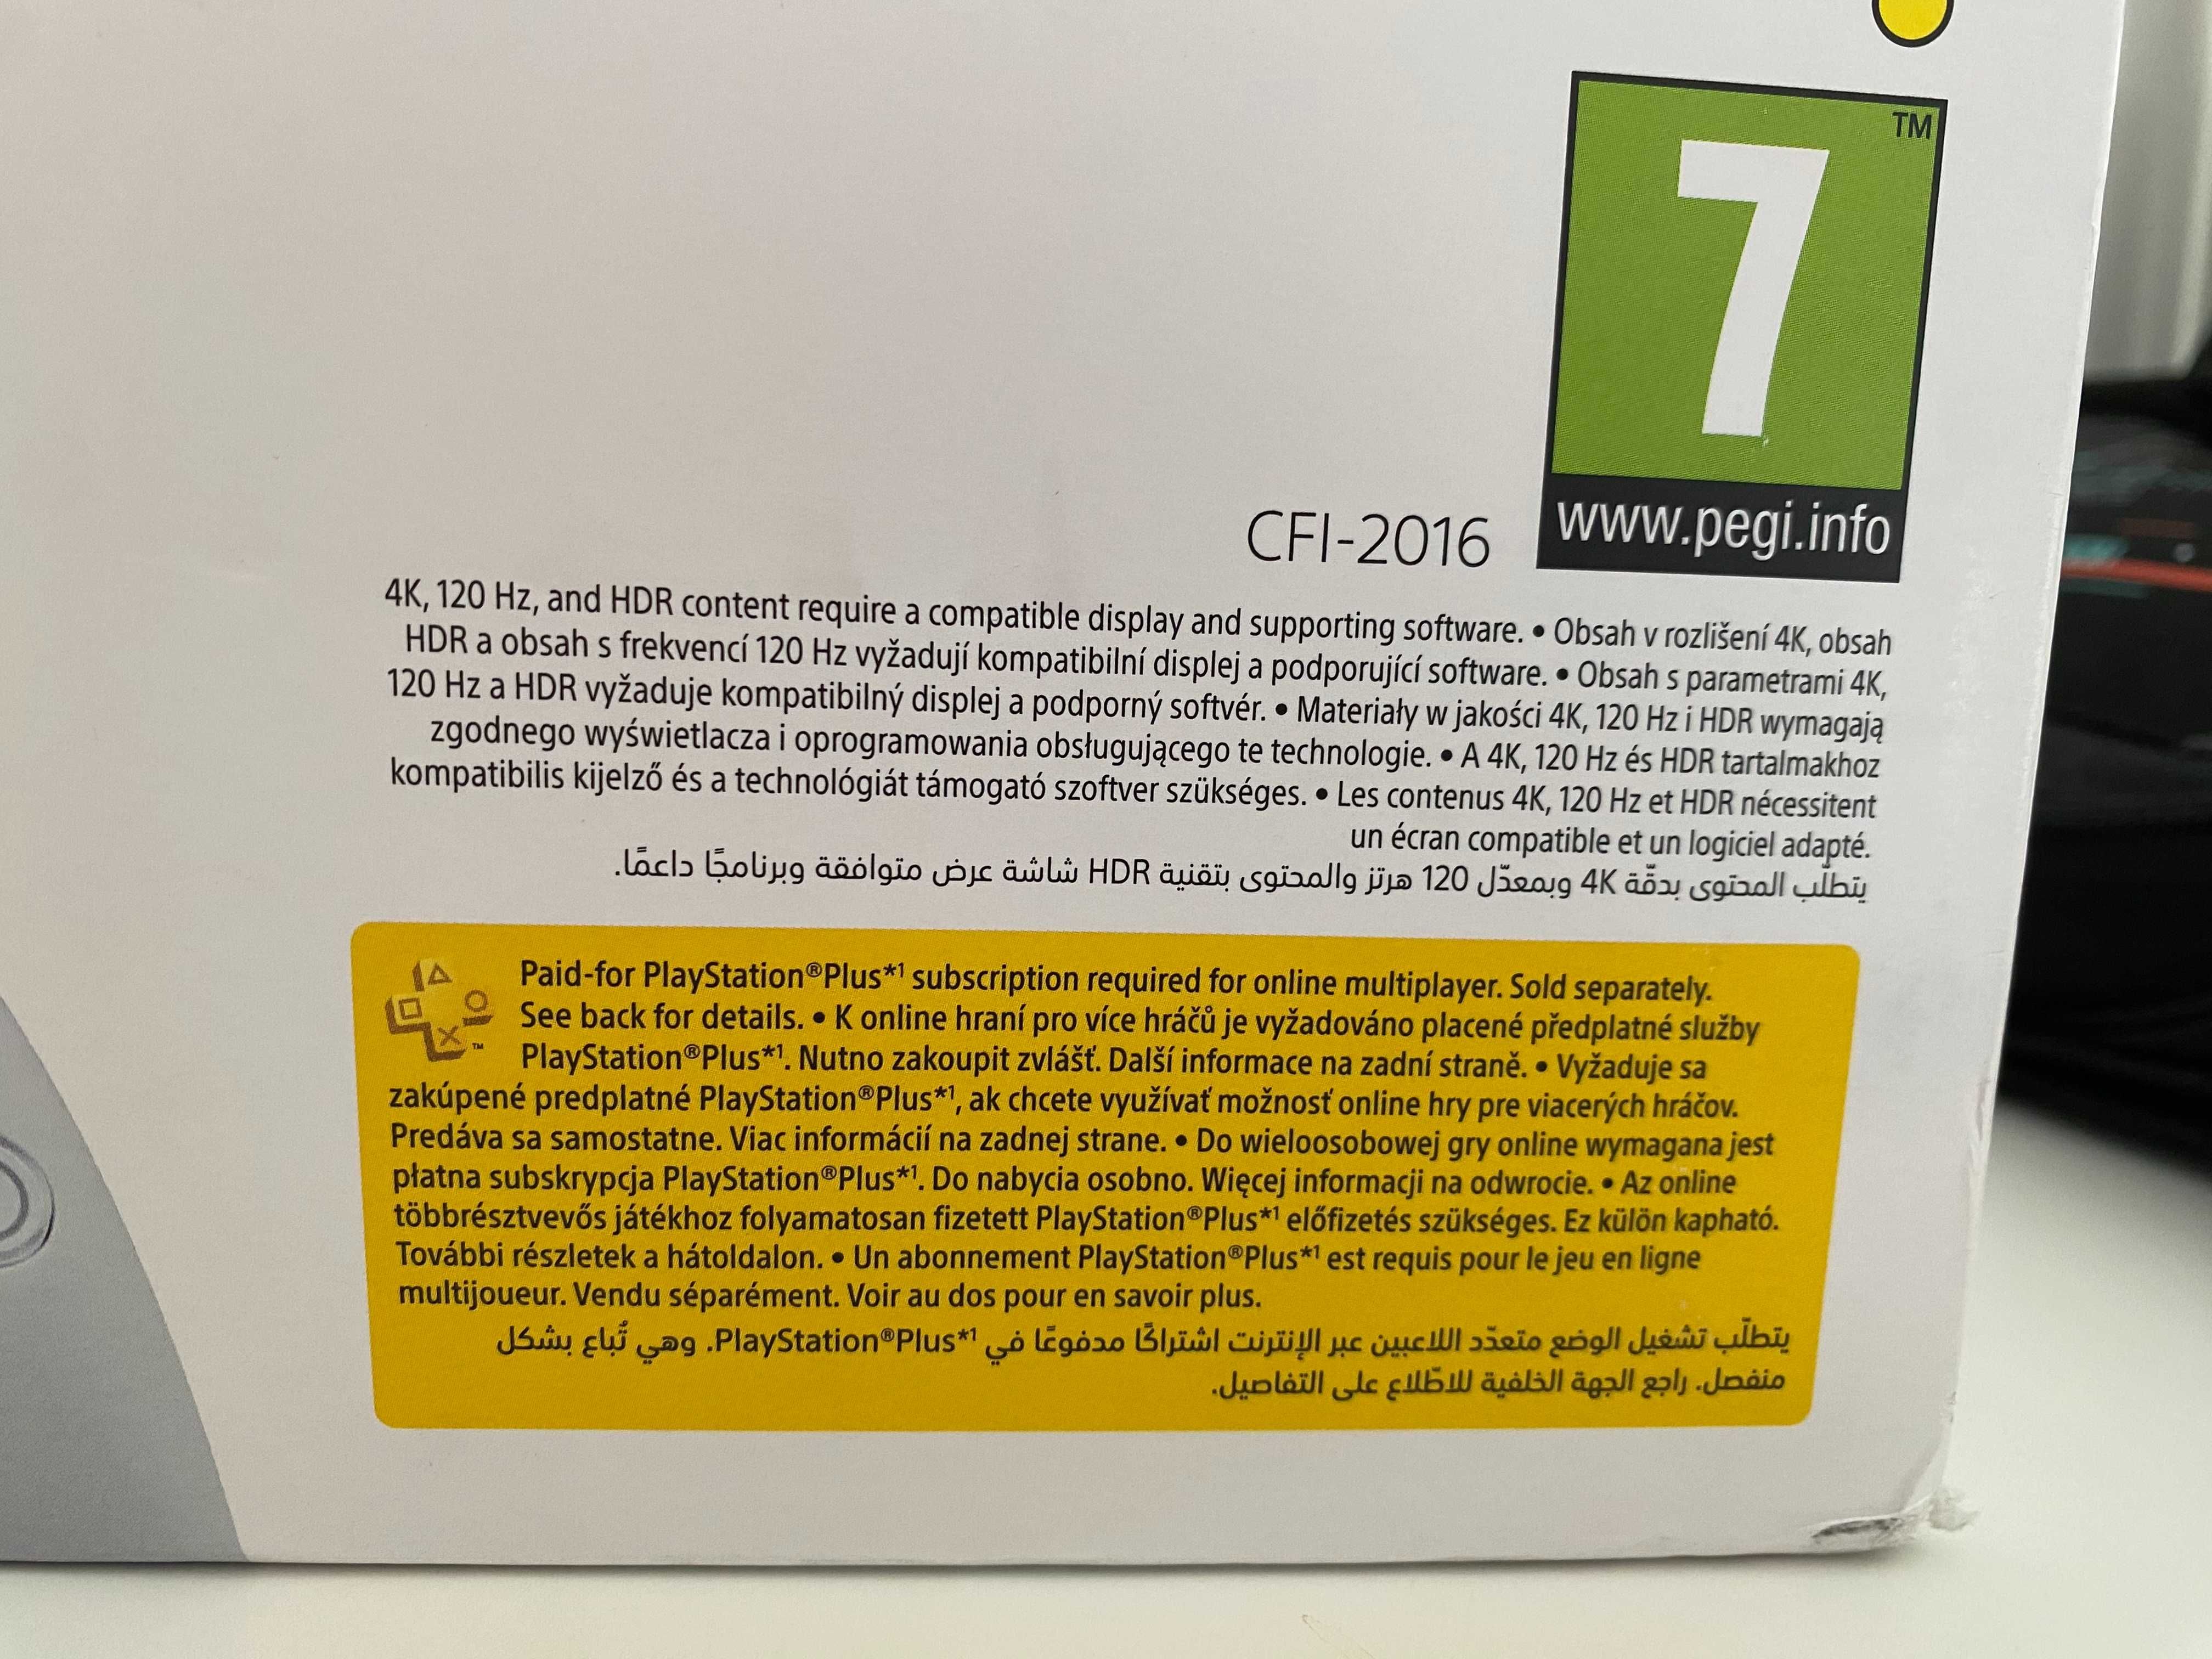 TM
7
www.pegi.info
CFI-2016
4K, 120 Hz, and HDR content require a compatible display and supporting software. • Obsah v rozlišení 4K, obsah
HDR a obsah s frekvencí 120 Hz vyžadují kompatibilní displej a podporující software. • Obsah s parametrami 4K,
120 Hz a HDR vyžaduje kompatibilný displej a podporný softvér. • Materiały w jakości 4K, 120 Hz i HDR wymagają
zgodnego wyświetlacza i oprogramowania obsługującego te technologie. • A 4K, 120 Hz és HDR tartalmakhoz
kompatibilis kijelző és a technológiát támogató szoftver szükséges. • Les contenus 4K, 120 Hz et HDR nécessitent
un écran compatible et un logiciel adapté.
يتطلّب المحتوى بدقّة 4K وبمعدّل 120 هرتز والمحتوى بتقنية HDR شاشة عرض متوافقة وبرنامجًا داعمًا.
Paid-for PlayStation®Plus*¹ subscription required for online multiplayer. Sold separately.
See back for details. • K online hraní pro více hráčů je vyžadováno placené předplatné služby
PlayStation®Plus*¹. Nutno zakoupit zvlášť. Další informace na zadní straně. • Vyžaduje sa
zakúpené predplatné PlayStation®Plus*¹, ak chcete využívať možnosť online hry pre viacerých hráčov.
Predáva sa samostatne. Viac informácií na zadnej strane. • Do wieloosobowej gry online wymagana jest
płatna subskrypcja PlayStation®Plus*¹. Do nabycia osobno. Więcej informacji na odwrocie. • Az online
többrésztvevős játékhoz folyamatosan fizetett PlayStation®Plus*¹ előfizetés szükséges. Ez külön kapható.
További részletek a hátoldalon. • Un abonnement PlayStation®Plus*¹ est requis pour le jeu en ligne
multijoueur. Vendu séparément. Voir au dos pour en savoir plus.
يتطلّب تشغيل الوضع متعدّد اللاعبين عبر الإنترنت اشتراكًا مدفوعًا في PlayStation®Plus*¹. وهي تُباع بشكل
منفصل. راجع الجهة الخلفية للاطّلاع على التفاصيل.